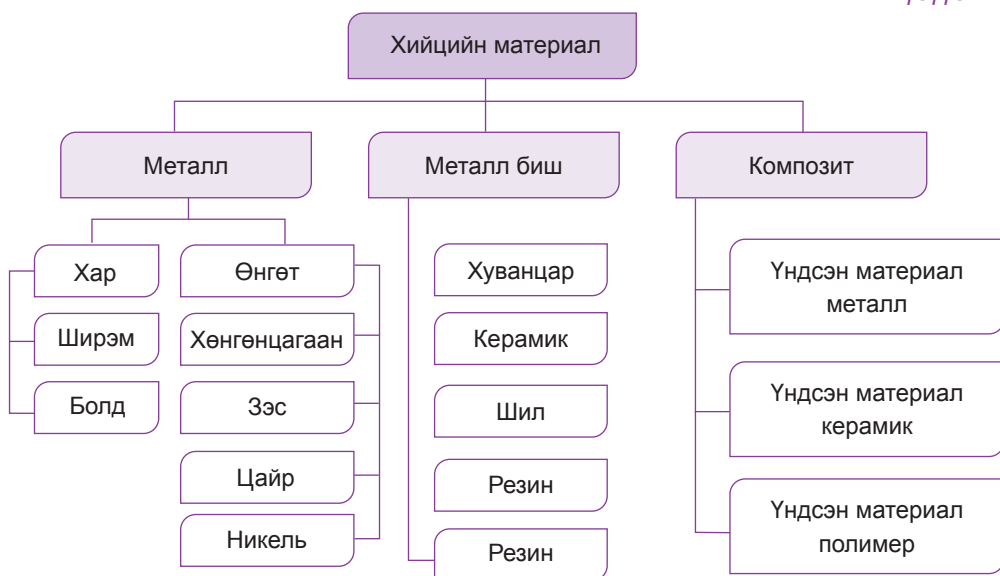 Хийцийн материал
Металл
Металл биш
Композит
Хар
Ширэм
Болд
Өнгөт
Хөнгөнцагаан
Зэс
Цайр
Никель
Хуванцар
Керамик
Шил
Резин
Резин
Үндсэн материал
металл
Үндсэн материал
керамик
Үндсэн материал
полимер